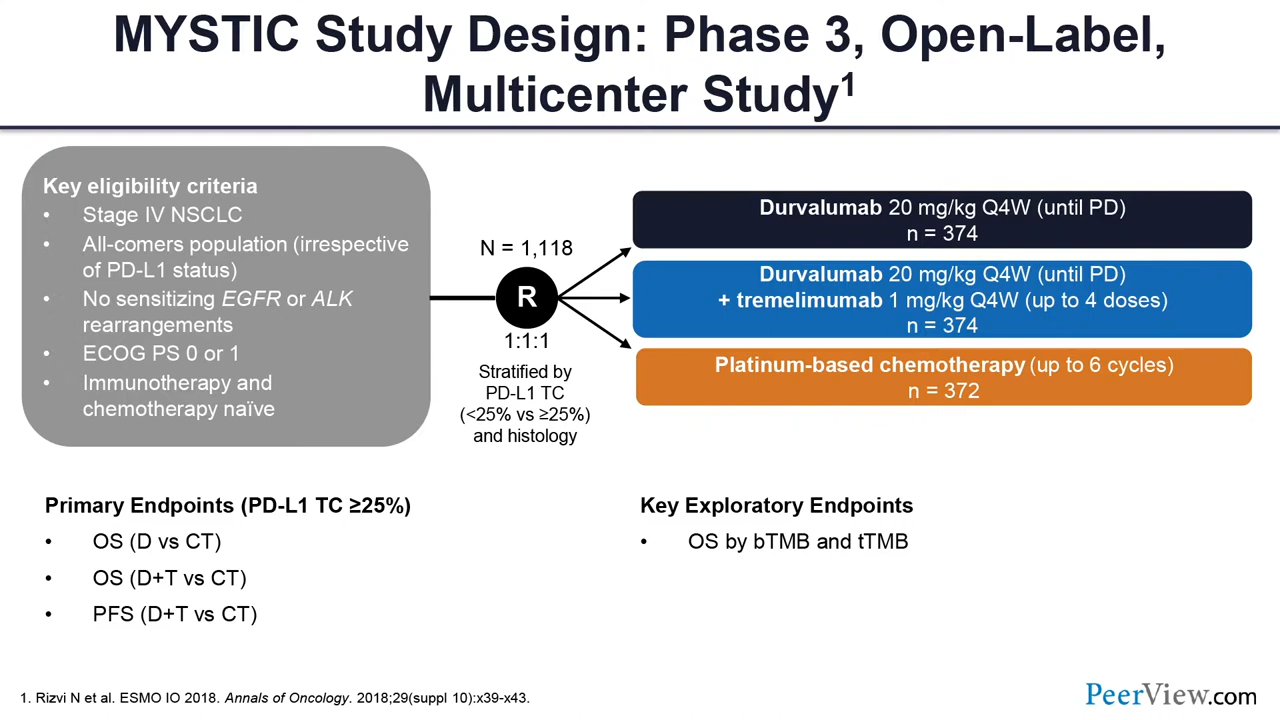 MYSTIC Study Design: Phase 3, Open-Label,
Multicenter Study1
Key eligibility criteria
• Stage IV NSCLC
• All-comers population (irrespective
of PD-L1 status)
• No sensitizing EGFR or ALK
rearrangements
• ECOG PS 0 or 1
• Immunotherapy and
chemotherapy naïve
N = 1,118
R
1:1:1
Stratified by
PD-L1 TC
(<25% vs ≥25%)
and histology
Durvalumab 20 mg/kg Q4W (until PD)
n = 374
Durvalumab 20 mg/kg Q4W (until PD)
+ tremelimumab 1 mg/kg Q4W (up to 4 doses)
n = 374
Platinum-based chemotherapy (up to 6 cycles)
n = 372
Primary Endpoints (PD-L1 TC ≥25%)
• OS (D vs CT)
• OS (D+T vs CT)
• PFS (D+T vs CT)
Key Exploratory Endpoints
• OS by bTMB and tTMB
1. Rizvi N et al. ESMO IO 2018. Annals of Oncology. 2018;29(suppl 10):x39-x43.
PeerView.com